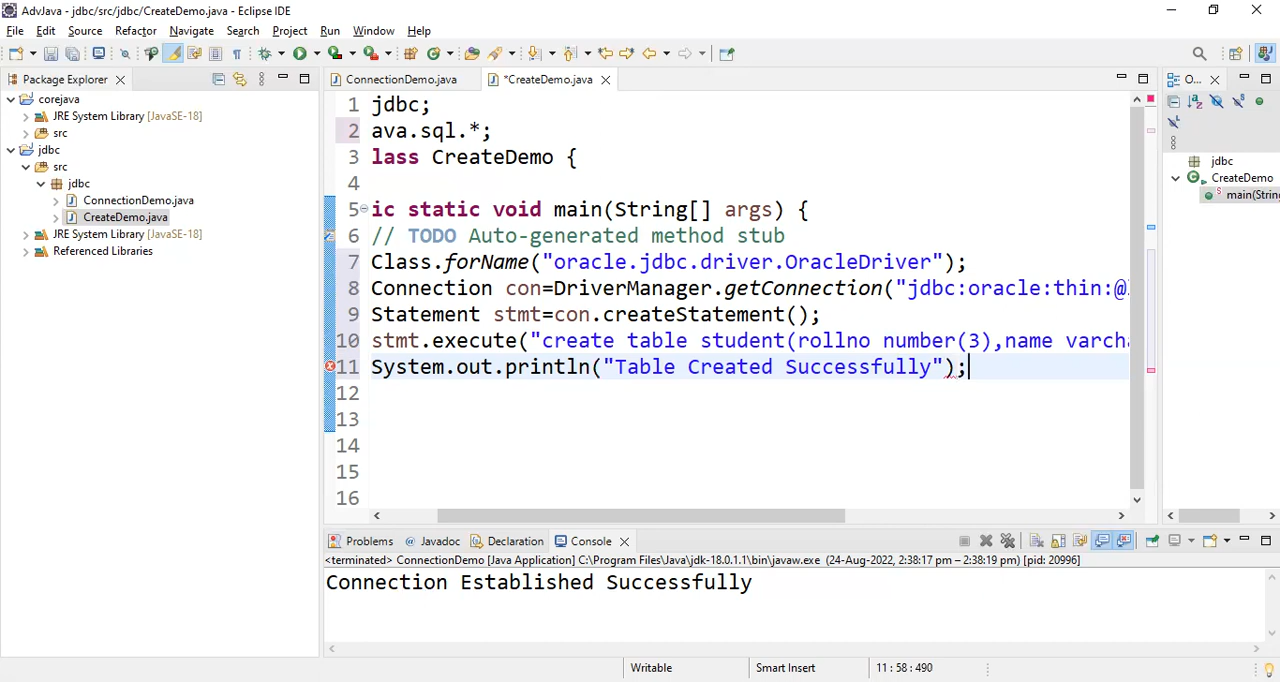 AdvJava - jdbc/src/jdbc/CreateDemo.java - Eclipse IDE
File Edit Source Refactor Navigate Search Project Run Window Help
Package Explorer
ConnectionDemo.java
*CreateDemo.java
O...
corejava
JRE System Library [JavaSE-18]
src
jdbc
src
jdbc
ConnectionDemo.java
CreateDemo.java
JRE System Library [JavaSE-18]
Referenced Libraries
1 jdbc;
2 ava.sql.*;
3 lass CreateDemo {
4
5 ic static void main(String[] args) {
6 // TODO Auto-generated method stub
7 Class.forName("oracle.jdbc.driver.OracleDriver");
8 Connection con=DriverManager.getConnection("jdbc:oracle:thin:@
9 Statement stmt=con.createStatement();
10 stmt.execute("create table student(rollno number(3),name varcha
11 System.out.println("Table Created Successfully");
12
13
14
15
16
jdbc
CreateDemo
main(String
Problems @ Javadoc Declaration Console
<terminated> ConnectionDemo [Java Application] C:\Program Files\Java\jdk-18.0.1.1\bin\javaw.exe (24-Aug-2022, 2:38:17 pm – 2:38:19 pm) [pid: 20996]
Connection Established Successfully
Writable Smart Insert 11 : 58 : 490